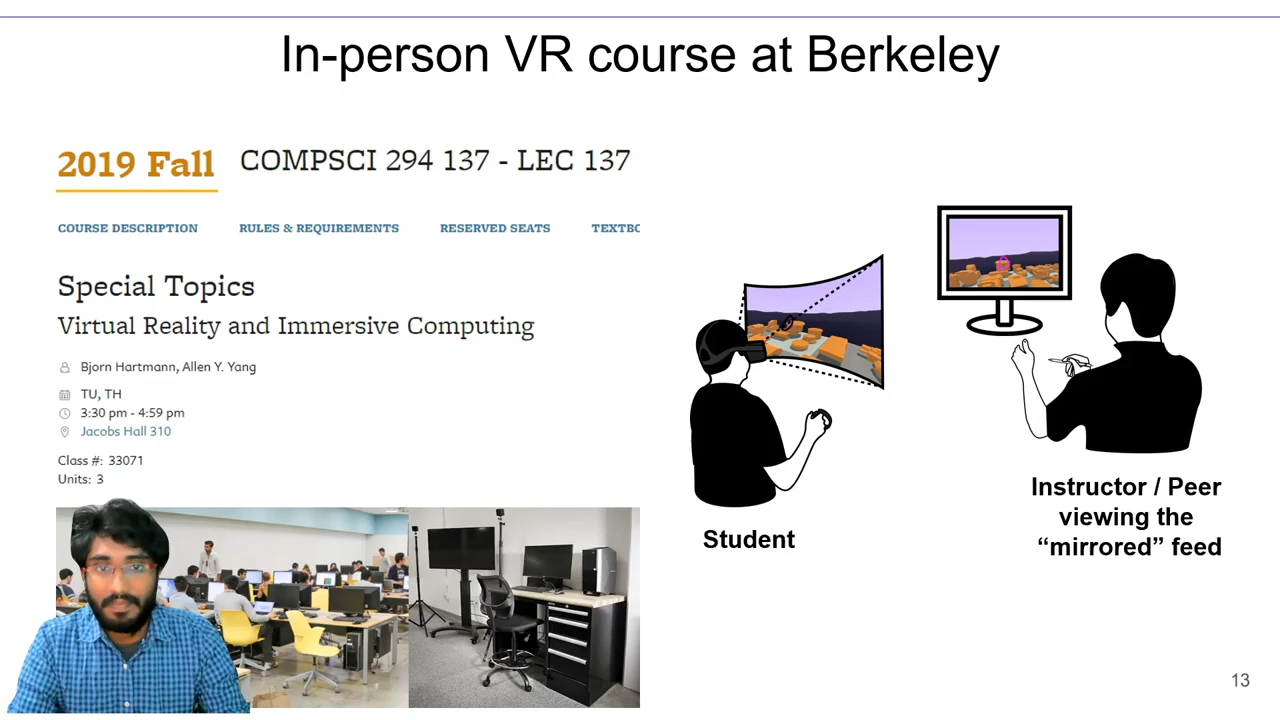 In-person VR course at Berkeley
2019 Fall COMPSCI 294 137 - LEC 137
COURSE DESCRIPTION RULES & REQUIREMENTS RESERVED SEATS TEXTBO
Special Topics
Virtual Reality and Immersive Computing
Bjorn Hartmann, Allen Y. Yang
TU, TH
3:30 pm - 4:59 pm
Jacobs Hall 310
Class #: 33071
Units: 3
Student
Instructor / Peer
viewing the
“mirrored” feed
13